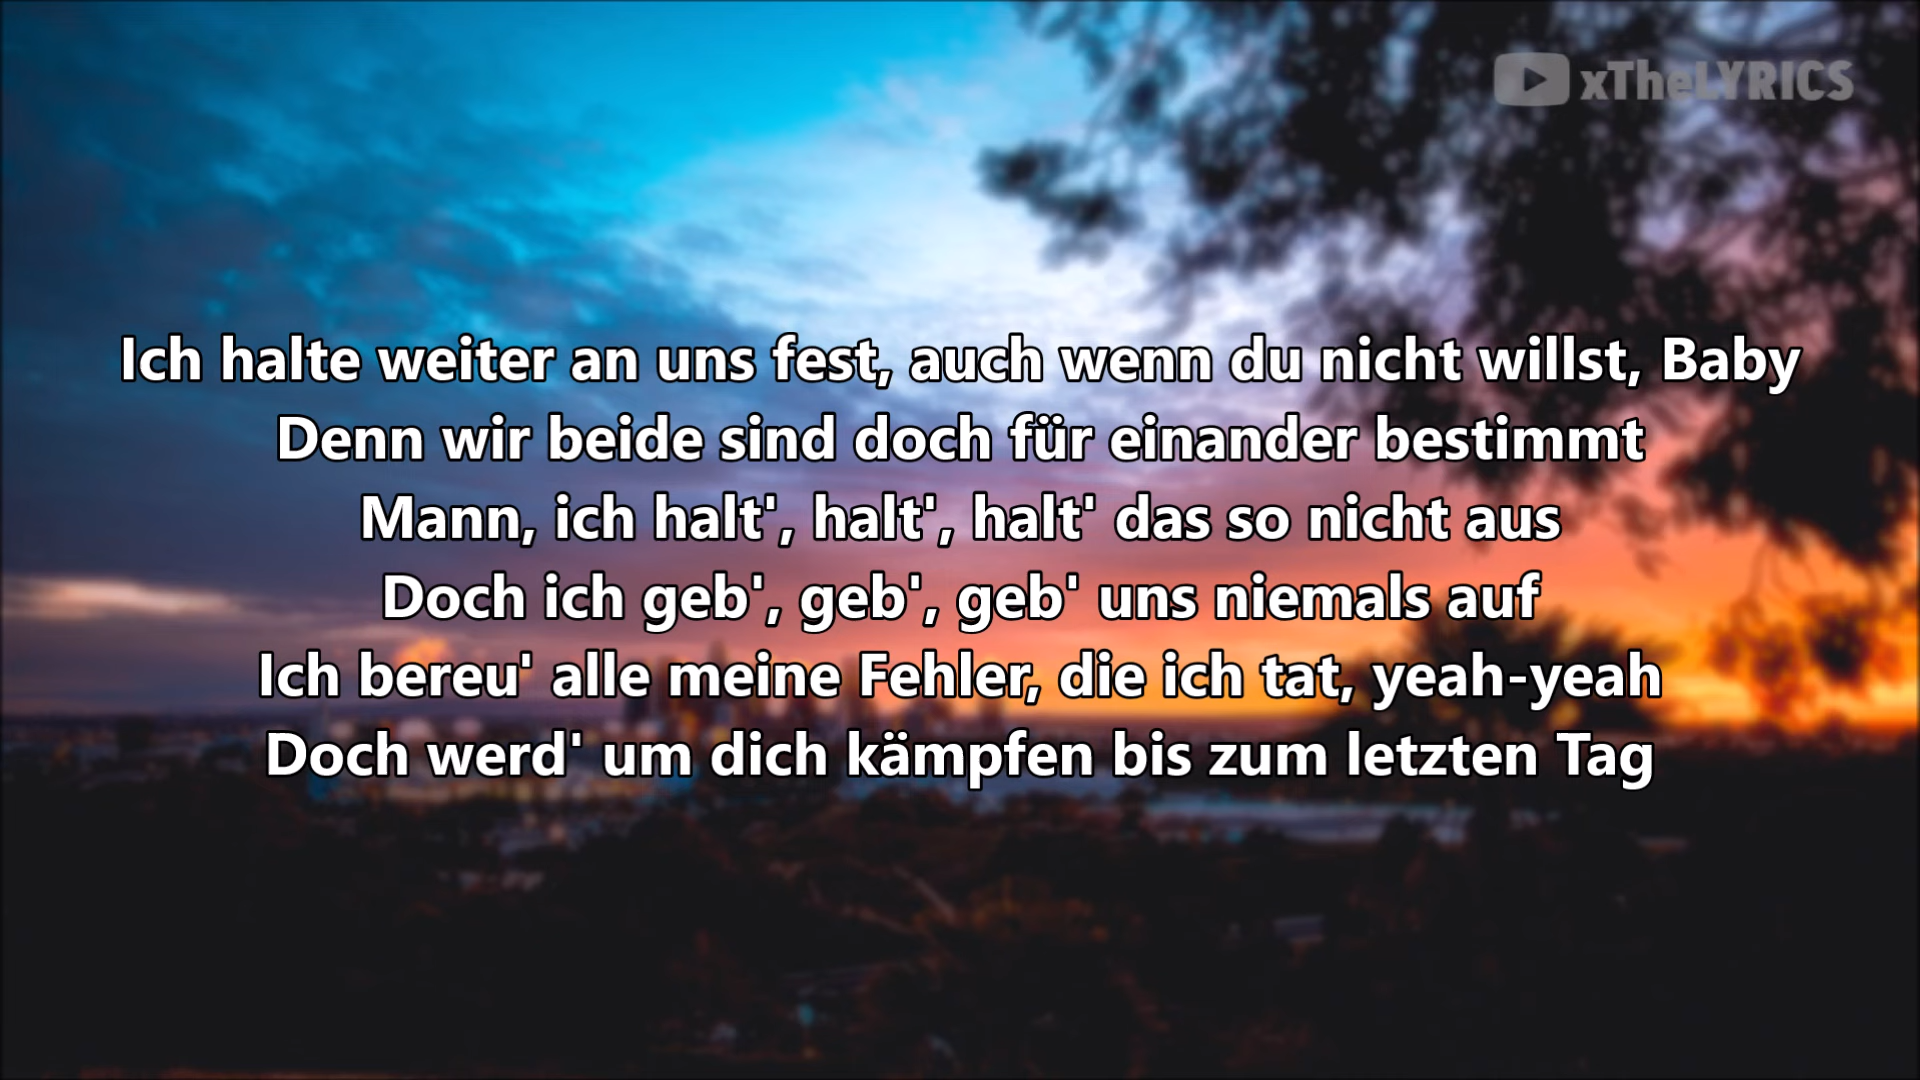 xTheLYRICS
Ich halte weiter an uns fest, auch wenn du nicht willst, Baby
Denn wir beide sind doch für einander bestimmt
Mann, ich halt', halt', halt' das so nicht aus
Doch ich geb', geb', geb' uns niemals auf
Ich bereu' alle meine Fehler, die ich tat, yeah-yeah
Doch werd' um dich kämpfen bis zum letzten Tag